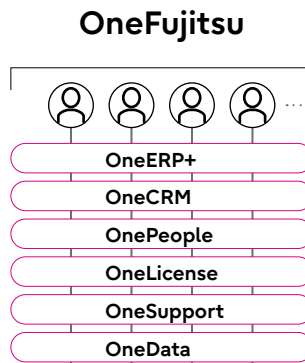 OneFujitsu
...
OneERP+
OneCRM
OnePeople
OneLicense
OneSupport
OneData